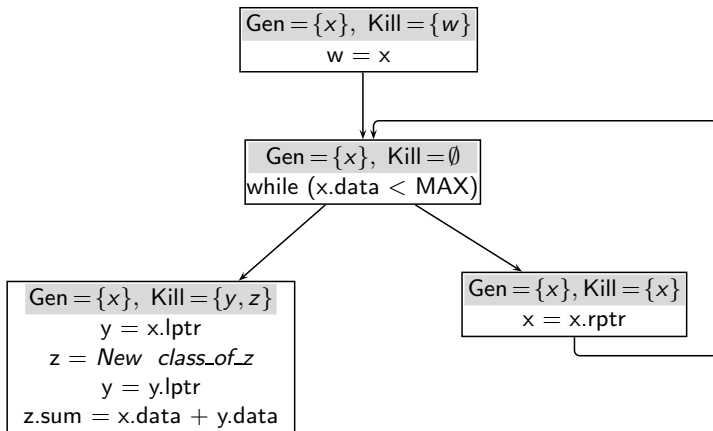 Gen = {x}, Kill = {w}
w = x
Gen = {x}, Kill = ∅
while (x.data < MAX)
Gen = {x}, Kill = {y, z}
y = x.lptr
z = New class_of_z
y = y.lptr
z.sum = x.data + y.data
Gen = {x}, Kill = {x}
x = x.rptr